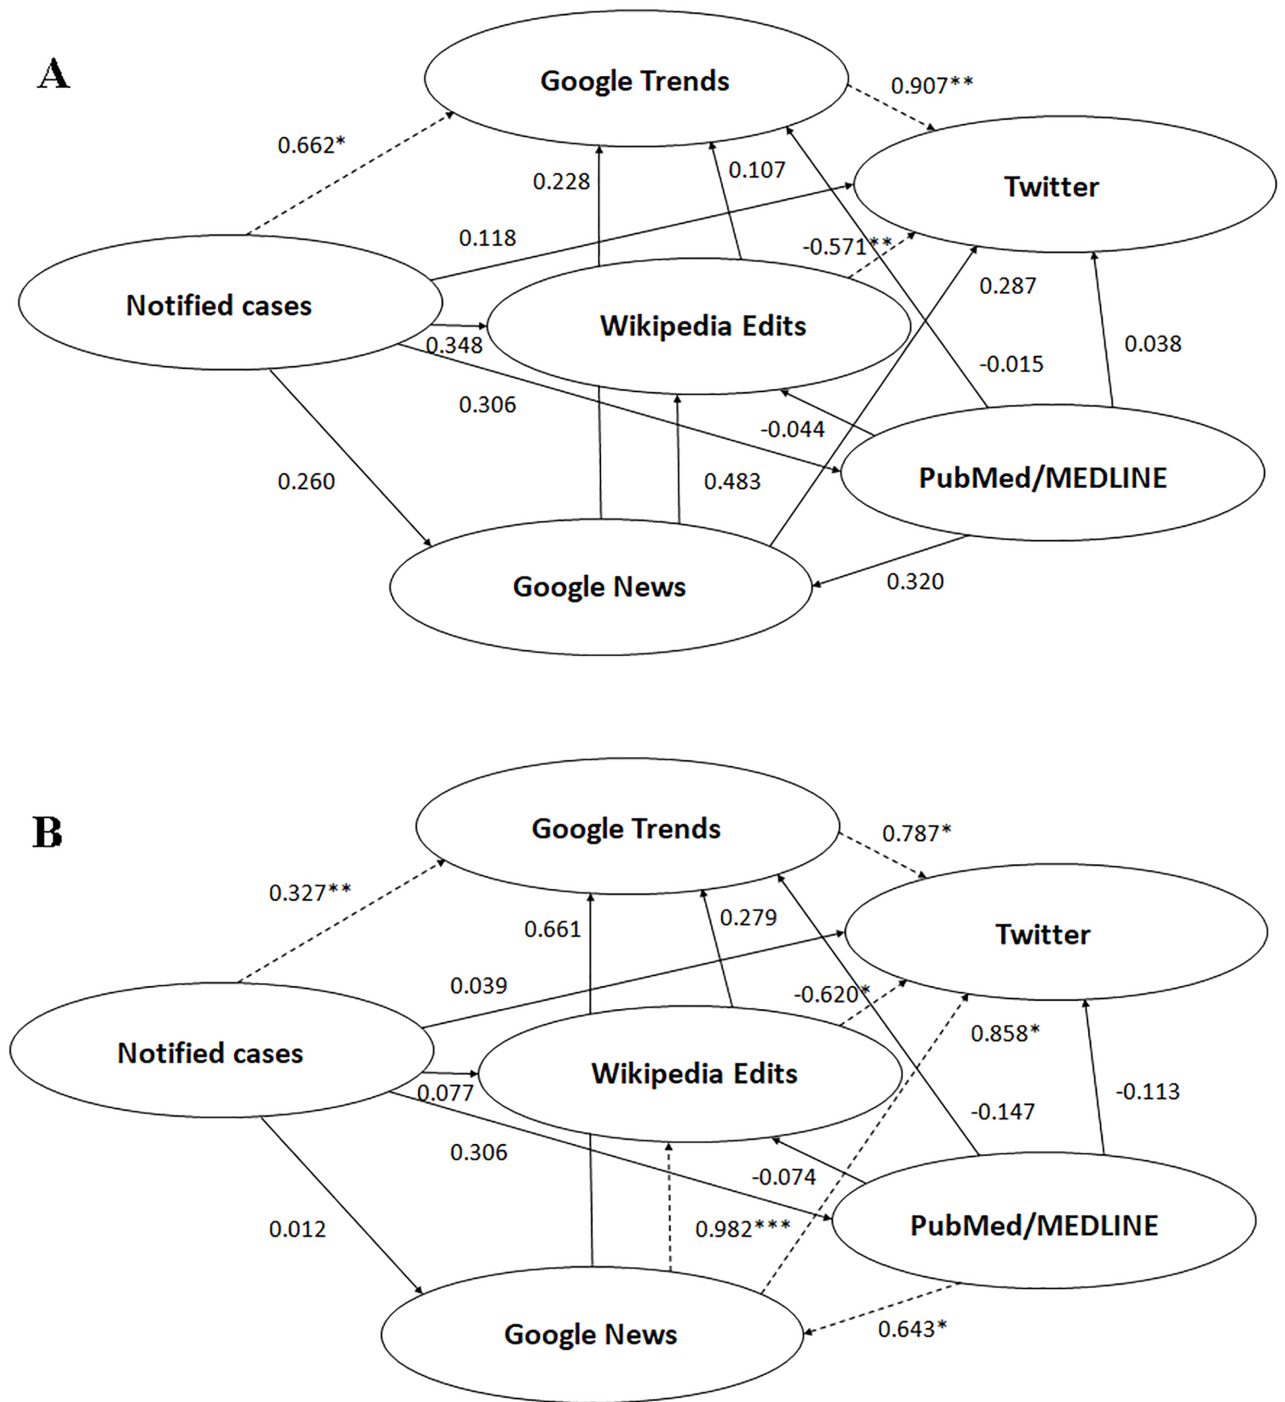 A
Google Trends
0.907**
0.662*
0.228
0.107
Twitter
0.118
-0.571**
0.287
Notified cases
Wikipedia Edits
0.348
0.038
-0.015
0.306
-0.044
0.260
0.483
PubMed/MEDLINE
Google News
0.320
B
Google Trends
0.787*
0.327**
0.661
0.279
Twitter
0.039
-0.620*
0.858*
Notified cases
Wikipedia Edits
0.077
-0.113
-0.147
0.306
-0.074
0.012
0.982***
PubMed/MEDLINE
Google News
0.643*